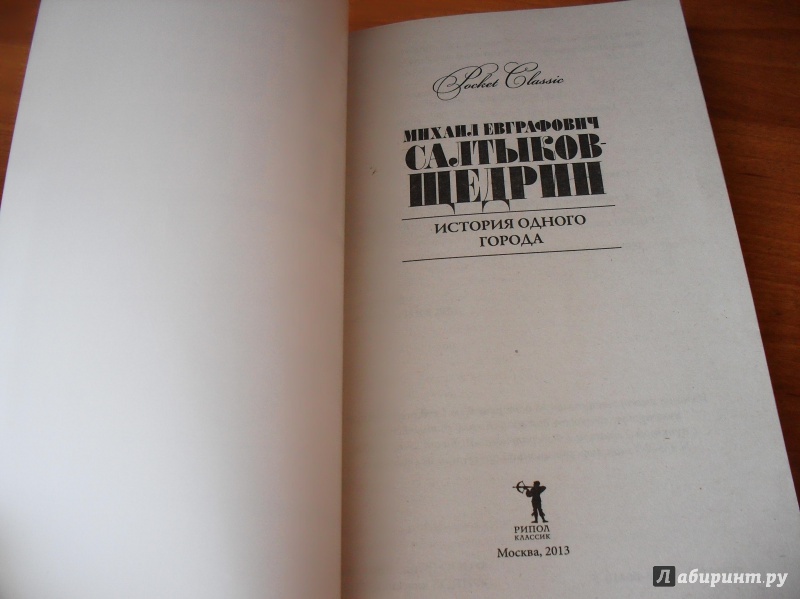 Pocket Classic
МИХАИЛ ЕВГРАФОВИЧ
САЛТЫКОВ-
ЩЕДРИН
ИСТОРИЯ ОДНОГО
ГОРОДА
РИПОЛ
КЛАССИК
Москва, 2013
Лабиринт.ру